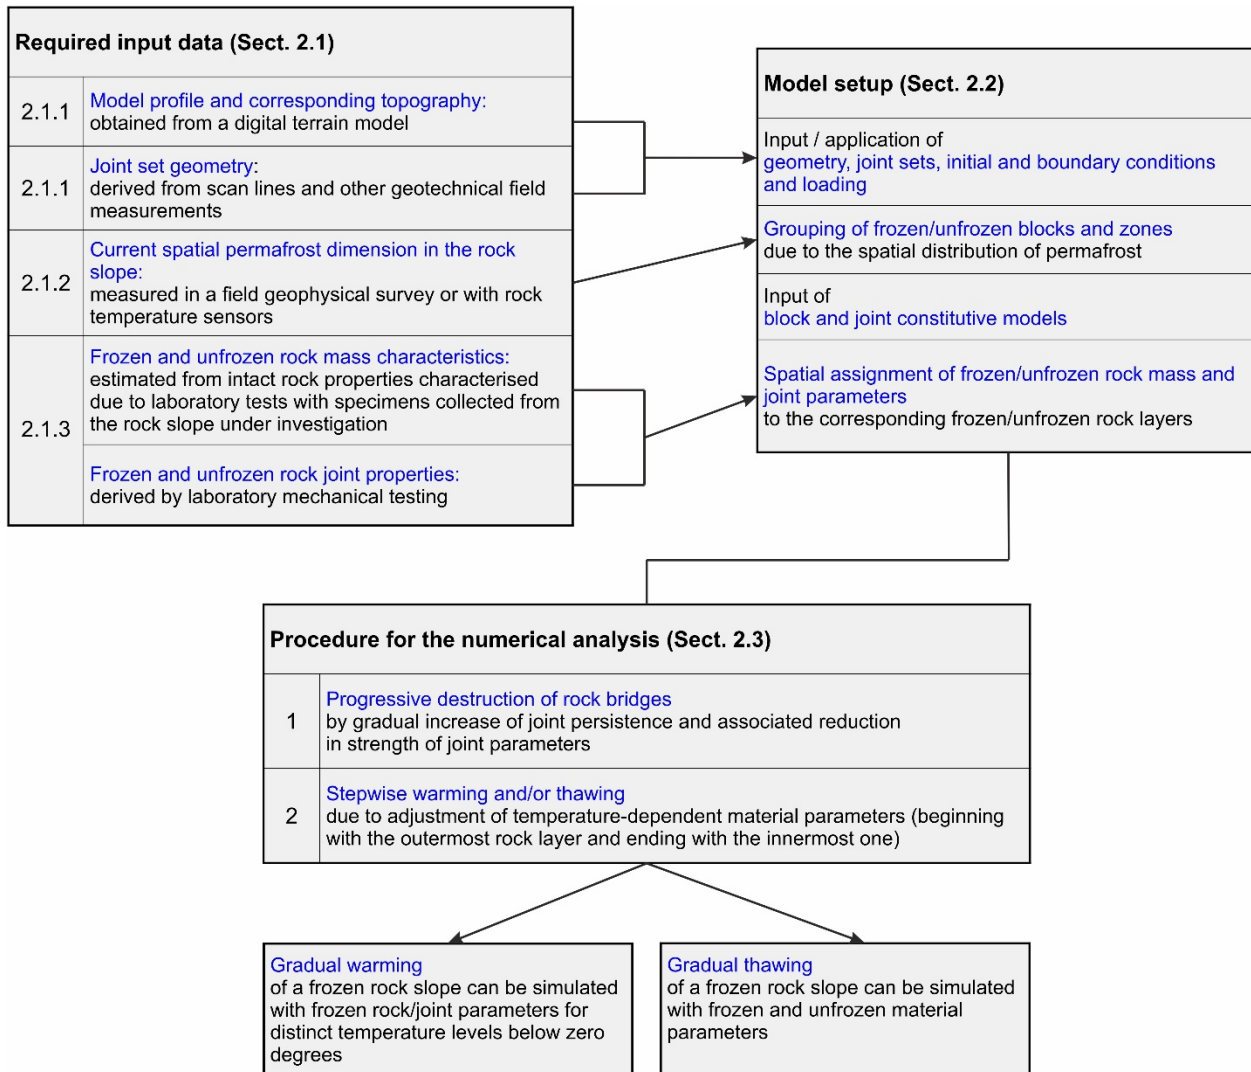 Required input data (Sect. 2.1)
2.1.1
Model profile and corresponding topography:
obtained from a digital terrain model
2.1.1
Joint set geometry:
derived from scan lines and other geotechnical field
measurements
2.1.2
Current spatial permafrost dimension in the rock
slope:
measured in a field geophysical survey or with rock
temperature sensors
2.1.3
Frozen and unfrozen rock mass characteristics:
estimated from intact rock properties characterised
due to laboratory tests with specimens collected from
the rock slope under investigation
Frozen and unfrozen rock joint properties:
derived by laboratory mechanical testing
Model setup (Sect. 2.2)
Input / application of
geometry, joint sets, initial and boundary conditions
and loading
Grouping of frozen/unfrozen blocks and zones
due to the spatial distribution of permafrost
Input of
block and joint constitutive models
Spatial assignment of frozen/unfrozen rock mass and
joint parameters
to the corresponding frozen/unfrozen rock layers
Procedure for the numerical analysis (Sect. 2.3)
1
Progressive destruction of rock bridges
by gradual increase of joint persistence and associated reduction
in strength of joint parameters
2
Stepwise warming and/or thawing
due to adjustment of temperature-dependent material parameters (beginning
with the outermost rock layer and ending with the innermost one)
Gradual warming
of a frozen rock slope can be simulated
with frozen rock/joint parameters for
distinct temperature levels below zero
degrees
Gradual thawing
of a frozen rock slope can be simulated
with frozen and unfrozen material
parameters